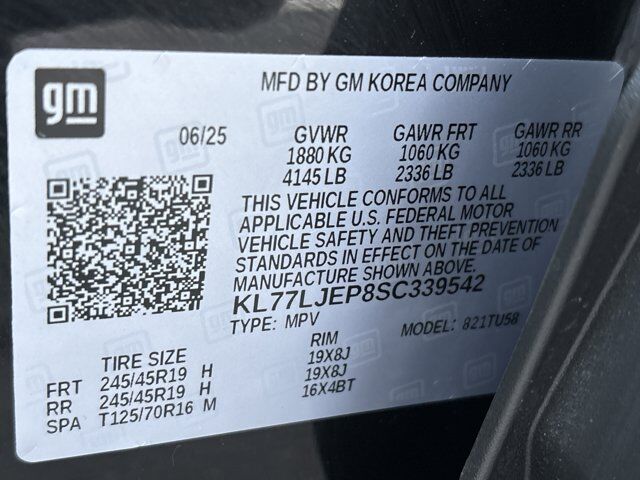 gm
MFD BY GM KOREA COMPANY
06/25 GVWR GAWR FRT GAWR RR
1880 KG 1060 KG 1060 KG
4145 LB 2336 LB 2336 LB
THIS VEHICLE CONFORMS TO ALL
APPLICABLE U.S. FEDERAL MOTOR
VEHICLE SAFETY AND THEFT PREVENTION
STANDARDS IN EFFECT ON THE DATE OF
MANUFACTURE SHOWN ABOVE.
KL77LJEP8SC339542
TYPE: MPV MODEL: 821TU58
TIRE SIZE RIM
FRT 245/45R19 H 19X8J
RR 245/45R19 H 19X8J
SPA T125/70R16 M 16X4BT